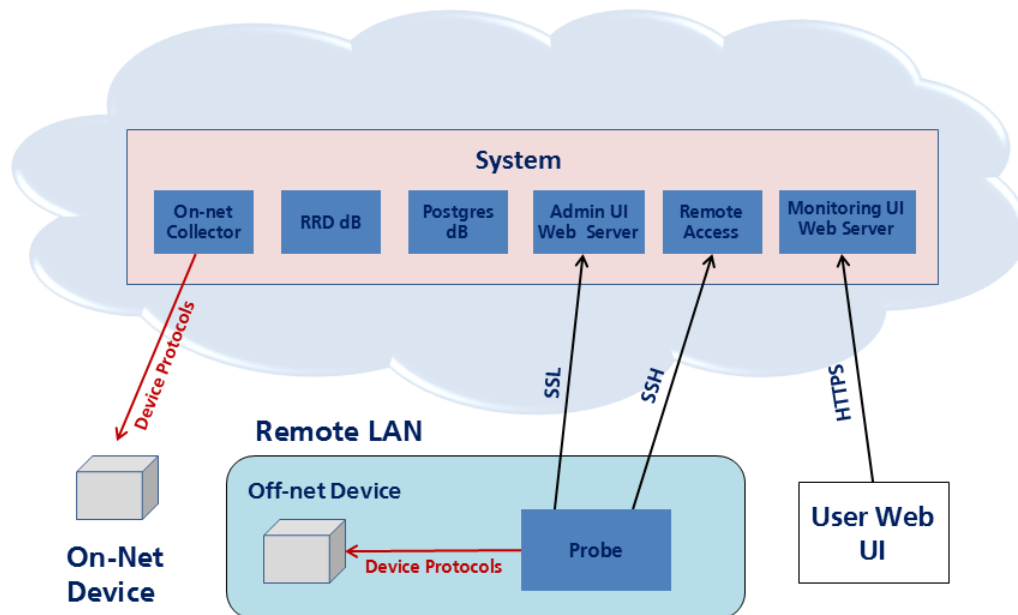 System
On-net
Collector
RRD dB
Postgres
dB
Admin UI
Web Server
Remote
Access
Monitoring UI
Web Server
Device Protocols
SSL
SSH
HTTPS
Remote LAN
Off-net Device
Device Protocols
Probe
On-Net
Device
User Web
UI